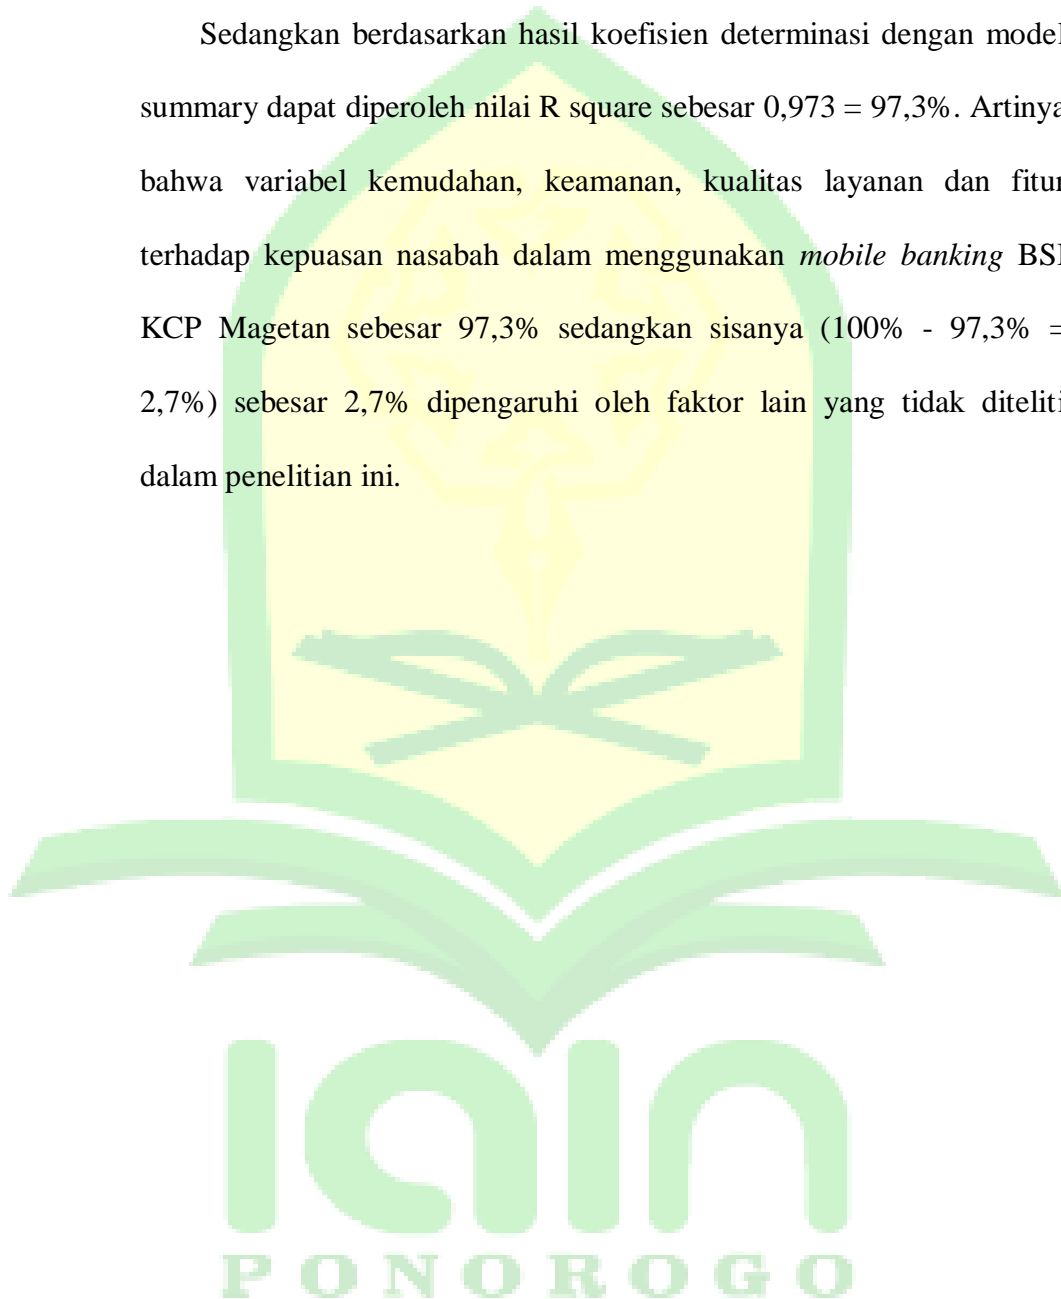 Sedangkan berdasarkan hasil koefisien determinasi dengan model
summary dapat diperoleh nilai R square sebesar 0,973 = 97,3%. Artinya
bahwa variabel kemudahan, keamanan, kualitas layanan dan fitur
terhadap kepuasan nasabah dalam menggunakan mobile banking BSI
KCP Magetan sebesar 97,3% sedangkan sisanya (100% - 97,3% =
2,7%) sebesar 2,7% dipengaruhi oleh faktor lain yang tidak diteliti
dalam penelitian ini.
iain
PONOROGO